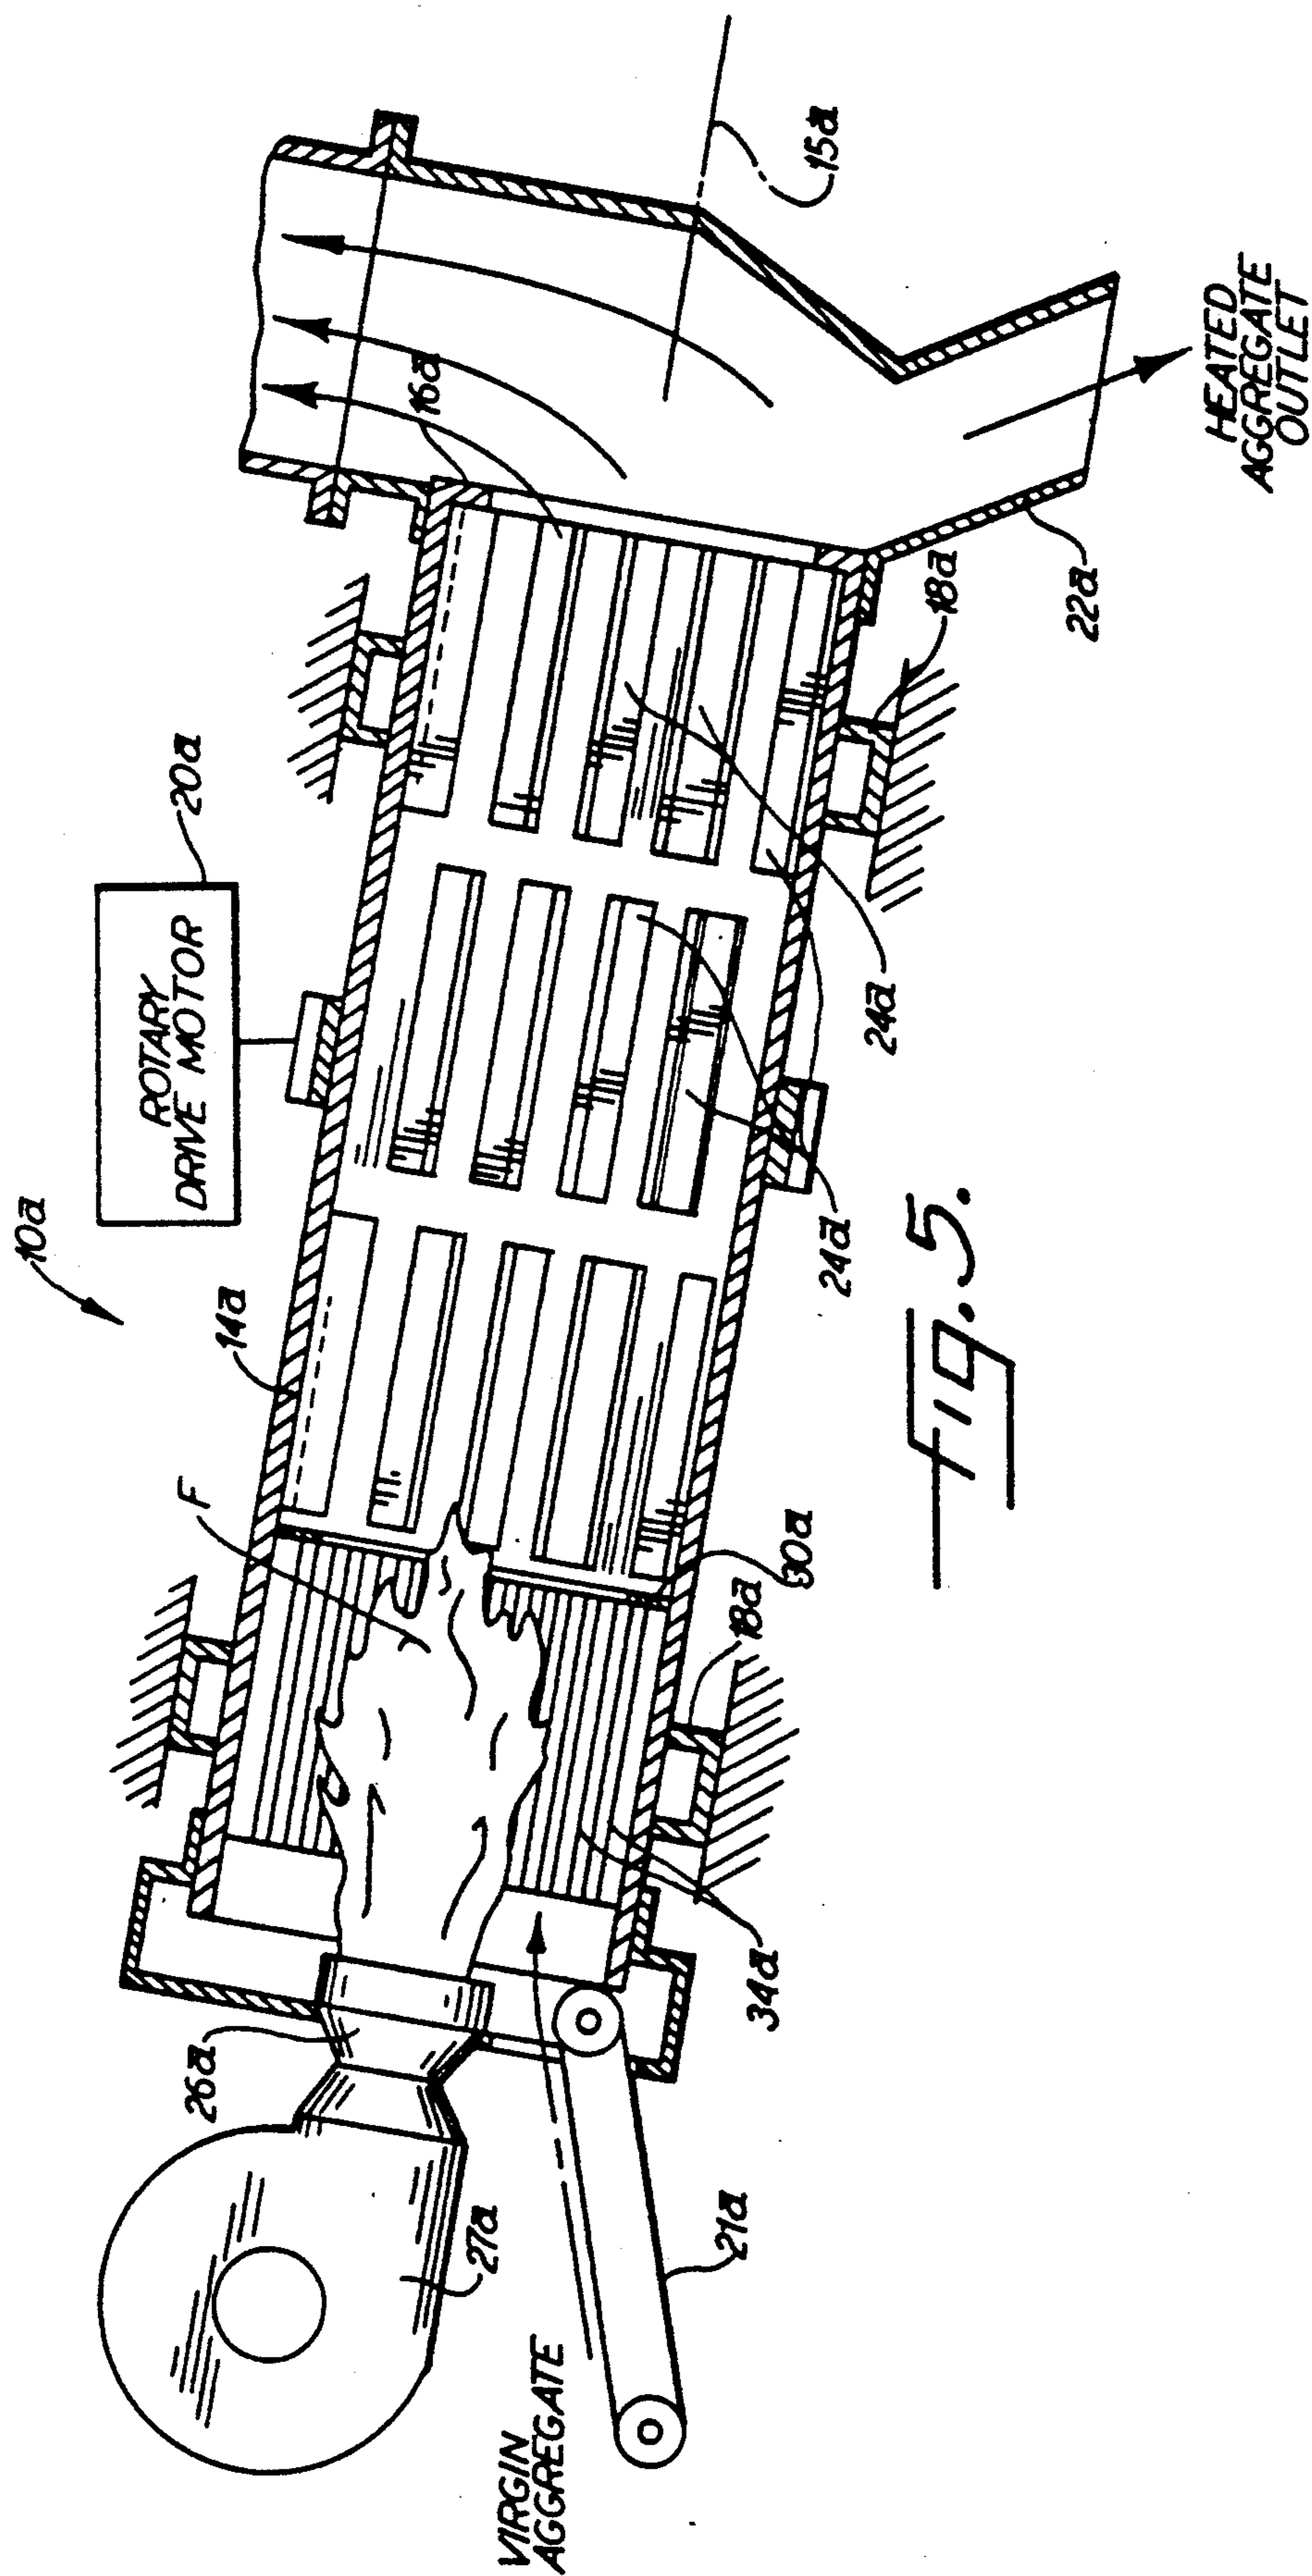 10a
ROTARY
DRIVE MOTOR
20a
14a
F
16a
15a
26a
27a
VIRGIN
AGGREGATE
21a
34a
18a
30a
24a
24a
18a
22a
HEATED
AGGREGATE
OUTLET
FIG. 5.